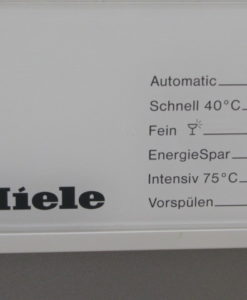 Automatic
Schnell 40°C
Fein
EnergieSpar
Miele
Intensiv 75°C
Vorspülen